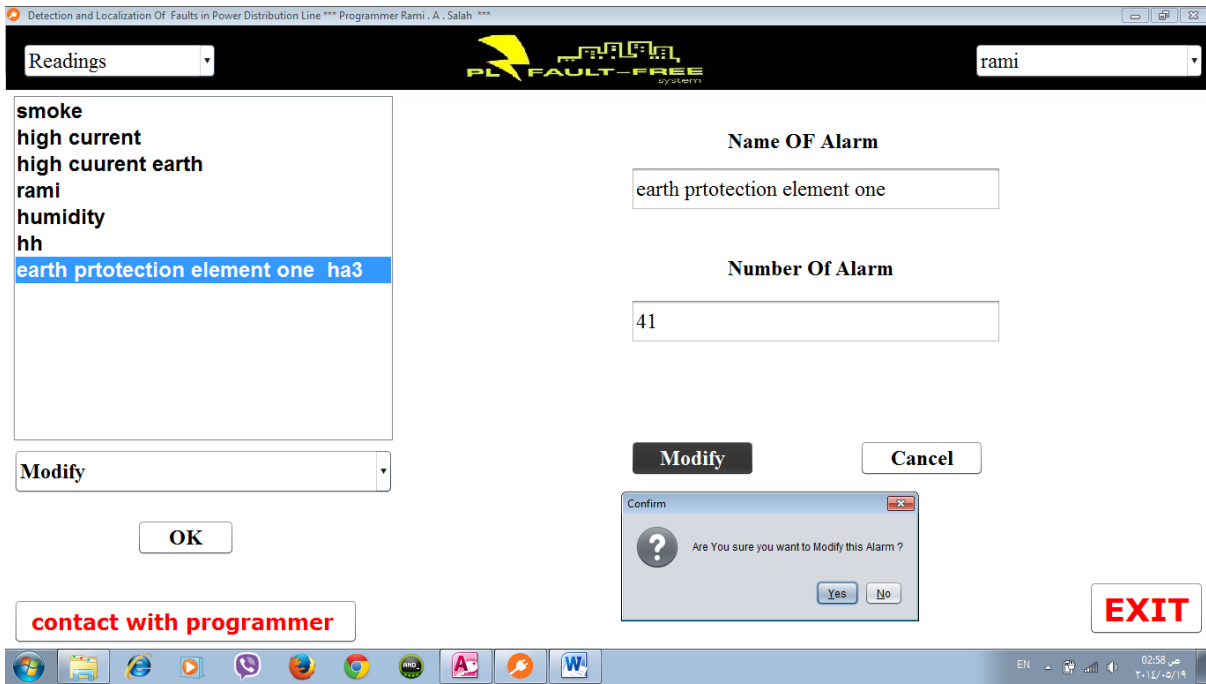 Detection and Localization Of Faults in Power Distribution Line *** Programmer Rami . A . Salah ***
Readings
PL FAULT-FREE
system
rami
smoke
high current
high cuurent earth
rami
humidity
hh
earth prtotection element one ha3
Name OF Alarm
earth prtotection element one
Number Of Alarm
41
Modify
Cancel
Modify
OK
Confirm
Are You sure you want to Modify this Alarm ?
Yes
No
contact with programmer
EXIT
EN
02:58 ص
٢٠١٤/٠٥/١٩